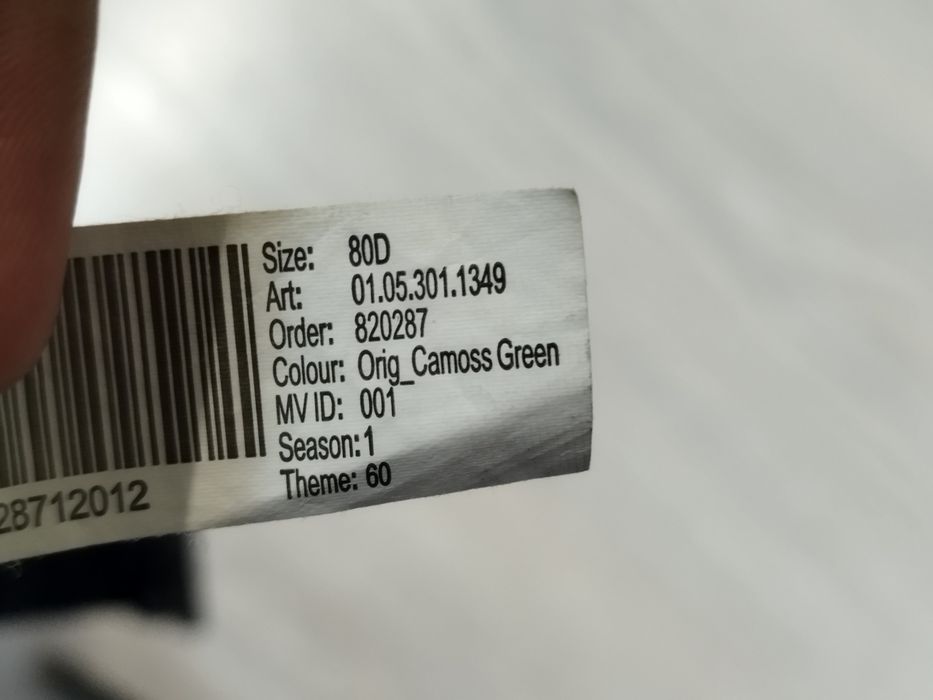 Size: 80D
Art: 01.05.301.1349
Order: 820287
Colour: Orig_Camoss Green
MV ID: 001
Season: 1
Theme: 60
28712012